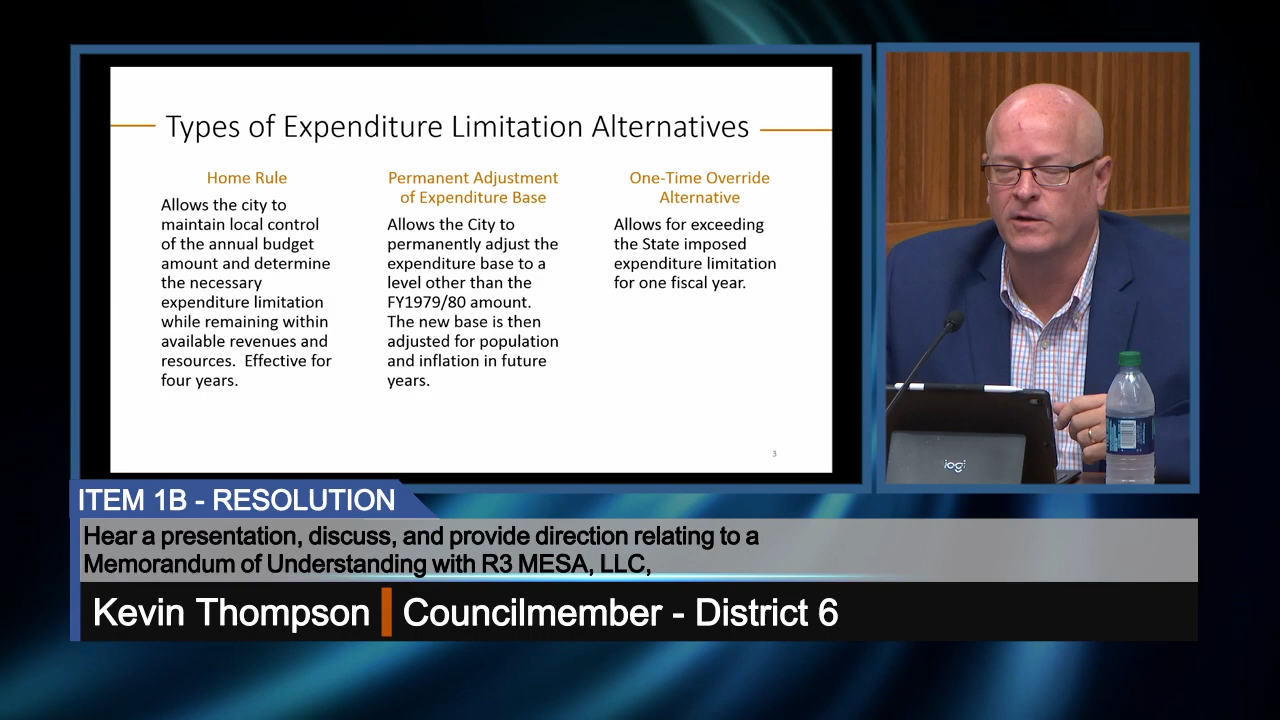 Types of Expenditure Limitation Alternatives
Home Rule
Allows the city to
maintain local control
of the annual budget
amount and determine
the necessary
expenditure limitation
while remaining within
available revenues and
resources.  Effective for
four years.
Permanent Adjustment
of Expenditure Base
Allows the City to
permanently adjust the
expenditure base to a
level other than the
FY1979/80 amount.
The new base is then
adjusted for population
and inflation in future
years.
One-Time Override
Alternative
Allows for exceeding
the State imposed
expenditure limitation
for one fiscal year.
3
logi
ITEM 1B - RESOLUTION
Hear a presentation, discuss, and provide direction relating to a
Memorandum of Understanding with R3 MESA, LLC,
Kevin Thompson Councilmember - District 6